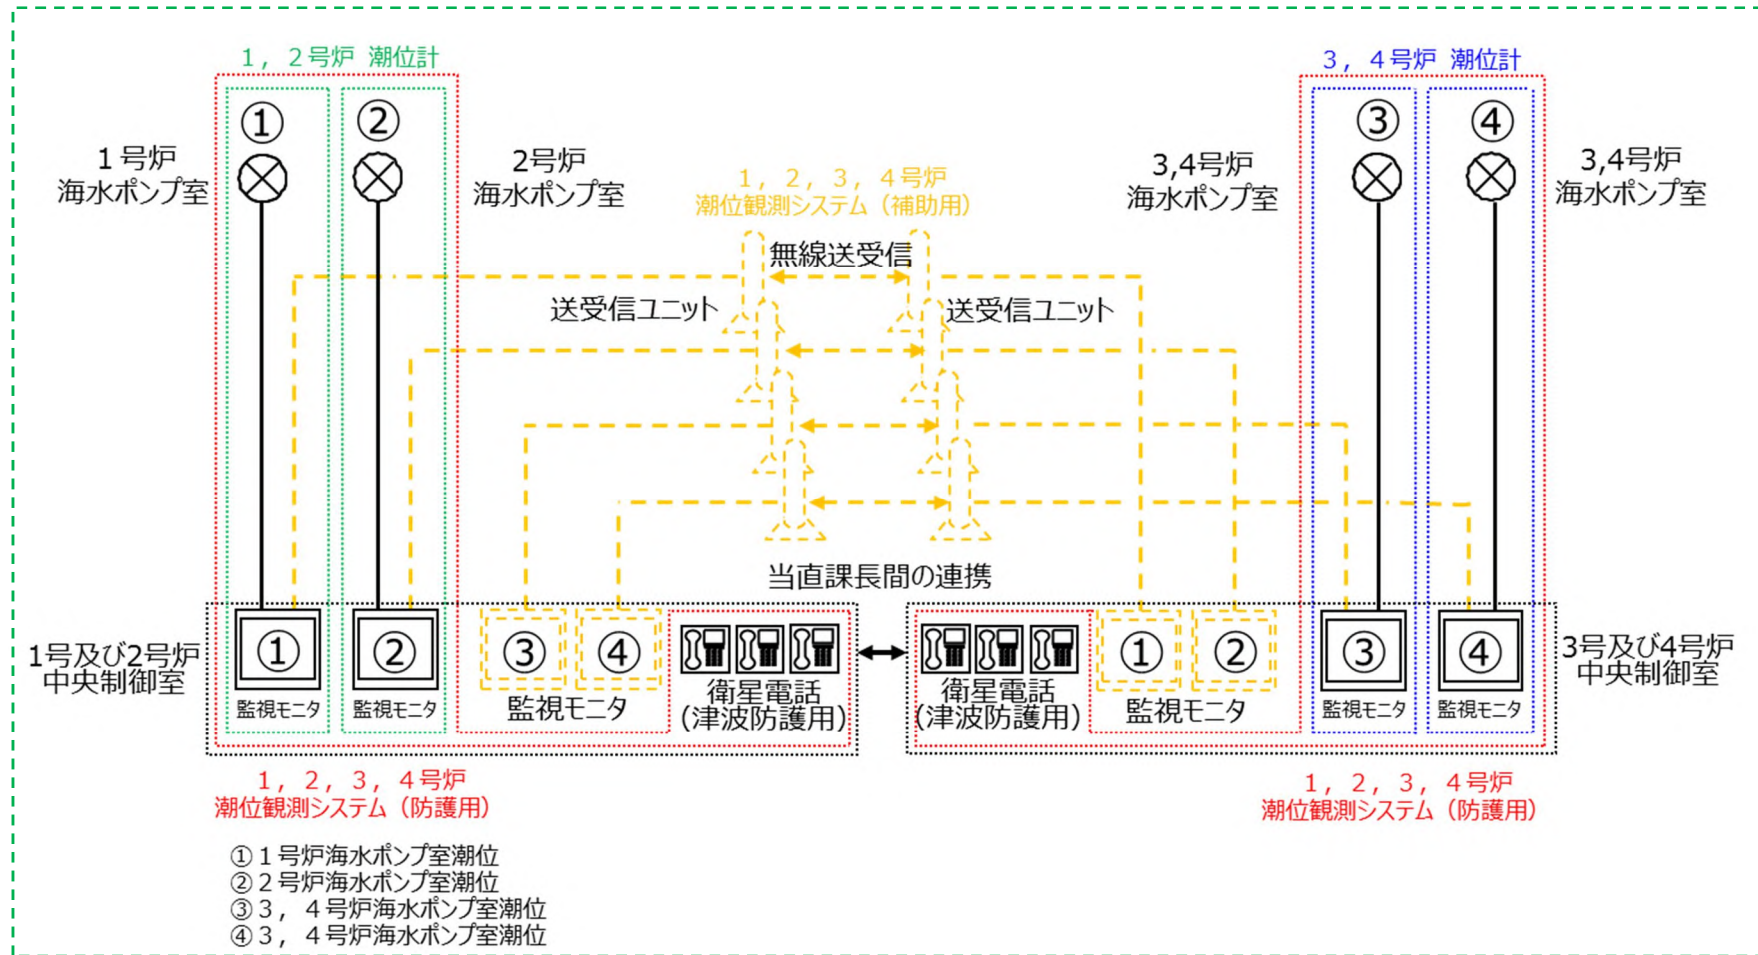 1，2号炉 潮位計
3，4号炉 潮位計
①
②
③
④
1号炉
海水ポンプ室
2号炉
海水ポンプ室
1，2，3，4号炉
潮位観測システム（補助用）
3,4号炉
海水ポンプ室
3,4号炉
海水ポンプ室
無線送受信
送受信ユニット
送受信ユニット
当直課長間の連携
1号及び2号炉
中央制御室
①
監視モニタ
②
監視モニタ
③
④
監視モニタ
衛星電話
(津波防護用)
衛星電話
(津波防護用)
①
②
監視モニタ
③
監視モニタ
④
監視モニタ
3号及び4号炉
中央制御室
1，2，3，4号炉
潮位観測システム（防護用）
1，2，3，4号炉
潮位観測システム（防護用）
①1号炉海水ポンプ室潮位
②2号炉海水ポンプ室潮位
③3，4号炉海水ポンプ室潮位
④3，4号炉海水ポンプ室潮位